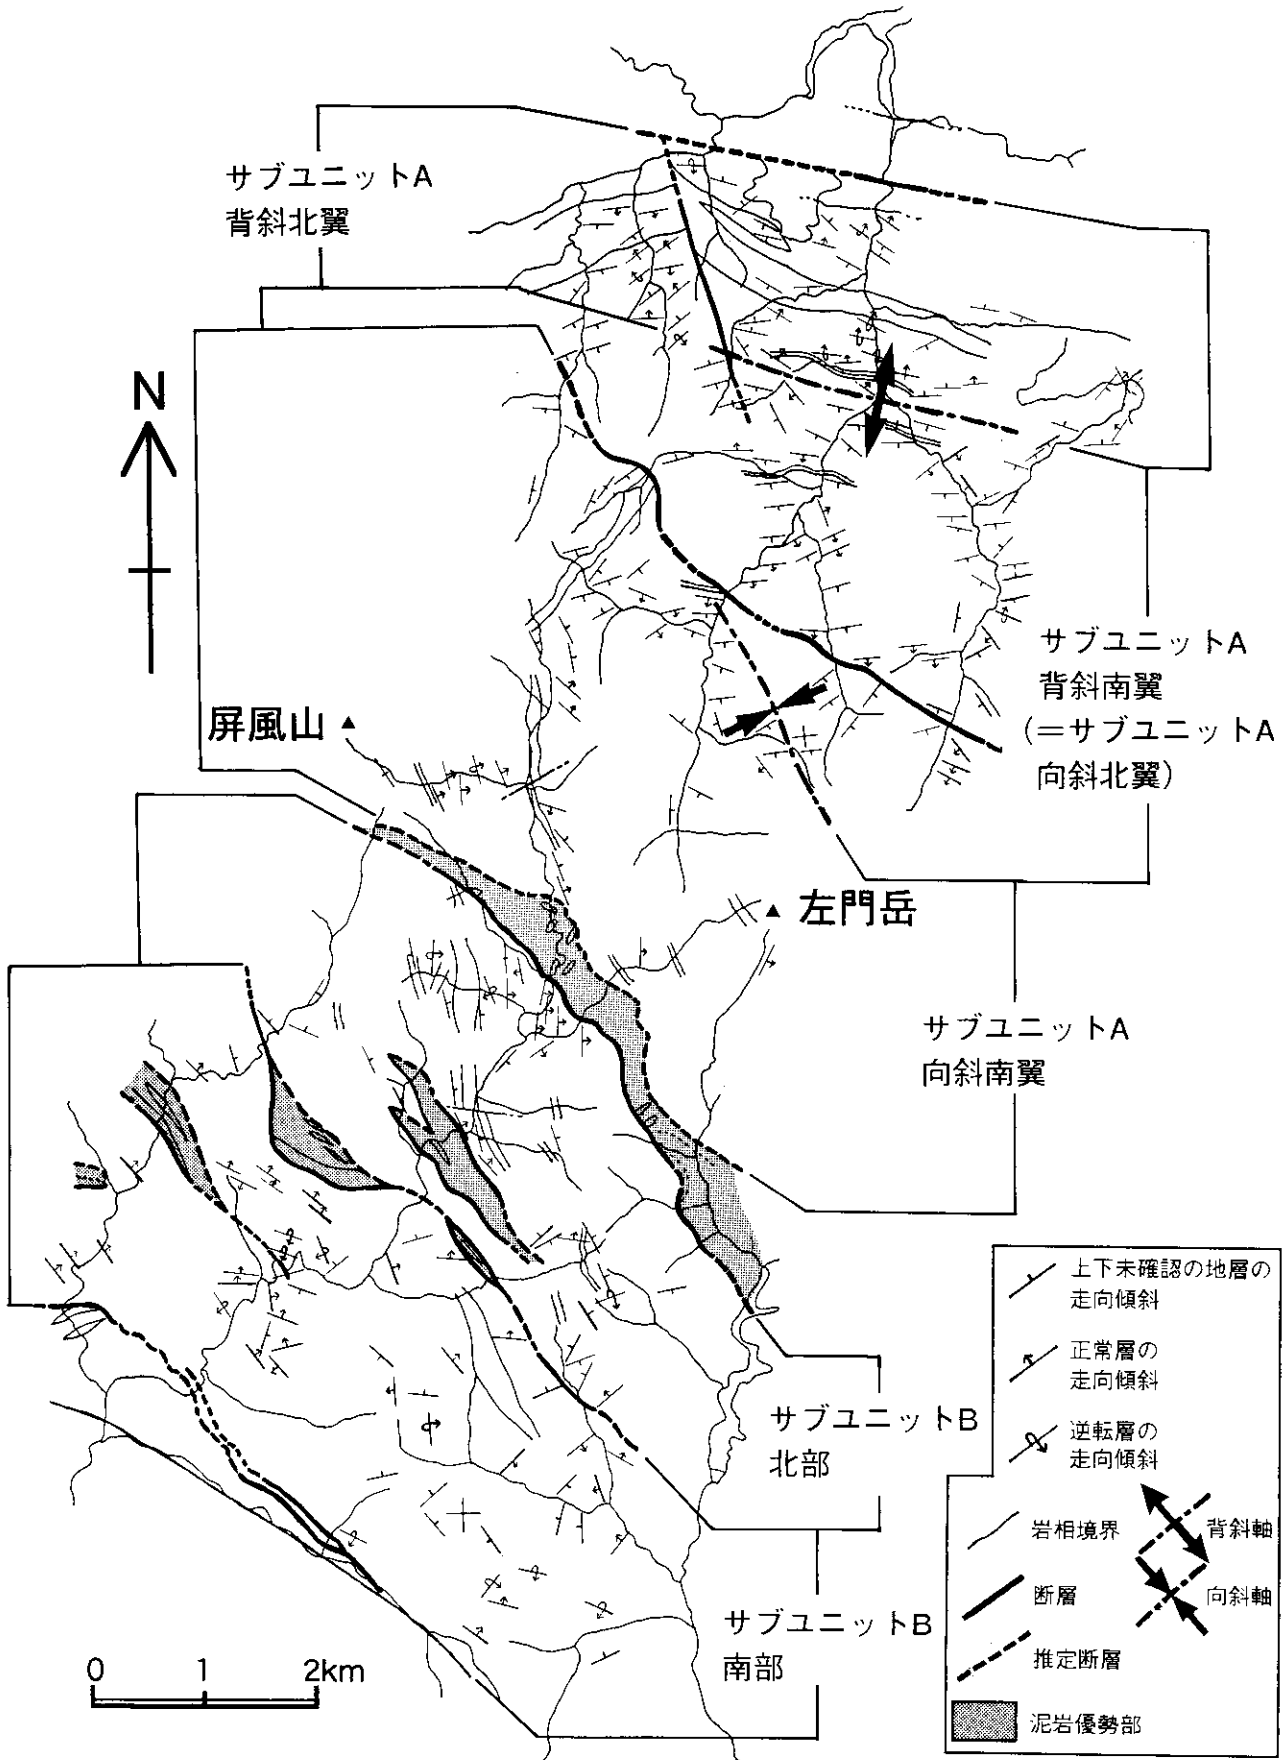 サブユニットA
背斜北翼
N
サブユニットA
背斜南翼
(=サブユニットA
向斜北翼)
屏風山
左門岳
サブユニットA
向斜南翼
サブユニットB
北部
サブユニットB
南部
0 1 2km
上下未確認の地層の
走向傾斜
正常層の
走向傾斜
逆転層の
走向傾斜
岩相境界
背斜軸
断層
向斜軸
推定断層
泥岩優勢部